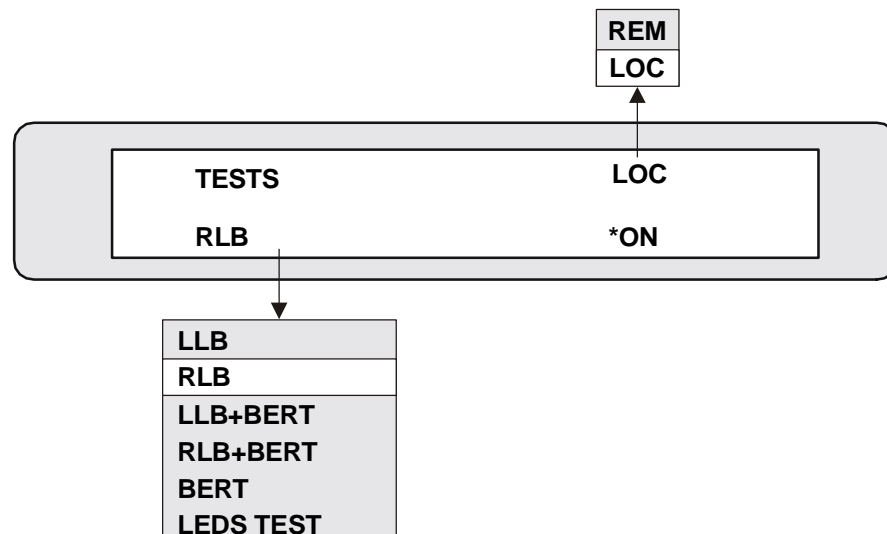 REM
LOC
TESTS LOC
RLB *ON
LLB
RLB
LLB+BERT
RLB+BERT
BERT
LEDS TEST